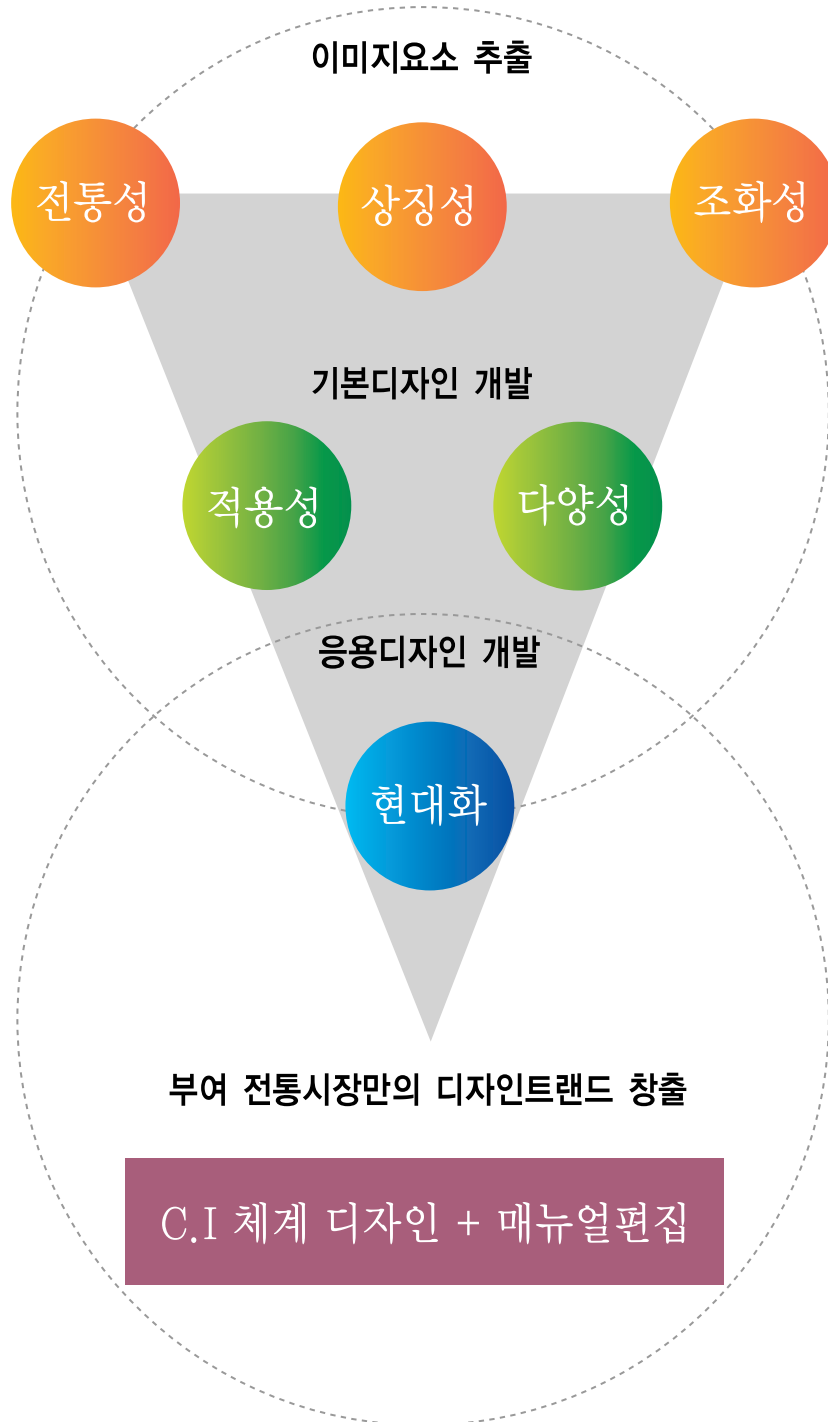 이미지요소 추출
전통성
상징성
조화성
기본디자인 개발
적용성
다양성
응용디자인 개발
현대화
부여 전통시장만의 디자인트랜드 창출
C.I 체계 디자인 + 매뉴얼편집